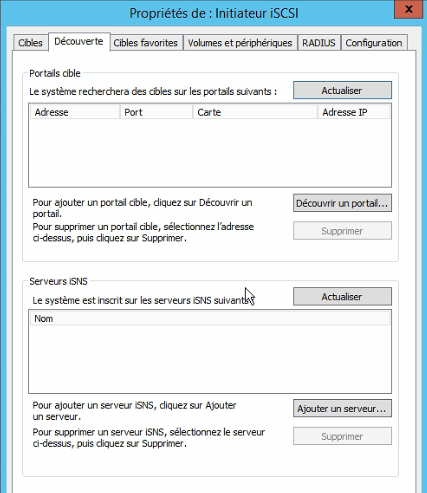 Propriétés de : Initiateur iSCSI
x
Cibles Découverte Cibles favorites Volumes et périphériques RADIUS Configuration
Portails cible
Le système recherchera des cibles sur les portails suivants : Actualiser
Adresse Port Carte Adresse IP
Pour ajouter un portail cible, cliquez sur Découvrir un
portail.
Découvrir un portail...
Pour supprimer un portail cible, sélectionnez l'adresse
ci-dessus, puis cliquez sur Supprimer.
Supprimer
Serveurs iSNS
Le système est inscrit sur les serveurs iSNS suivants Actualiser
Nom
Pour ajouter un serveur iSNS, cliquez sur Ajouter
un serveur.
Ajouter un serveur...
Pour supprimer un serveur iSNS, sélectionnez le serveur
ci-dessus, puis cliquez sur Supprimer.
Supprimer